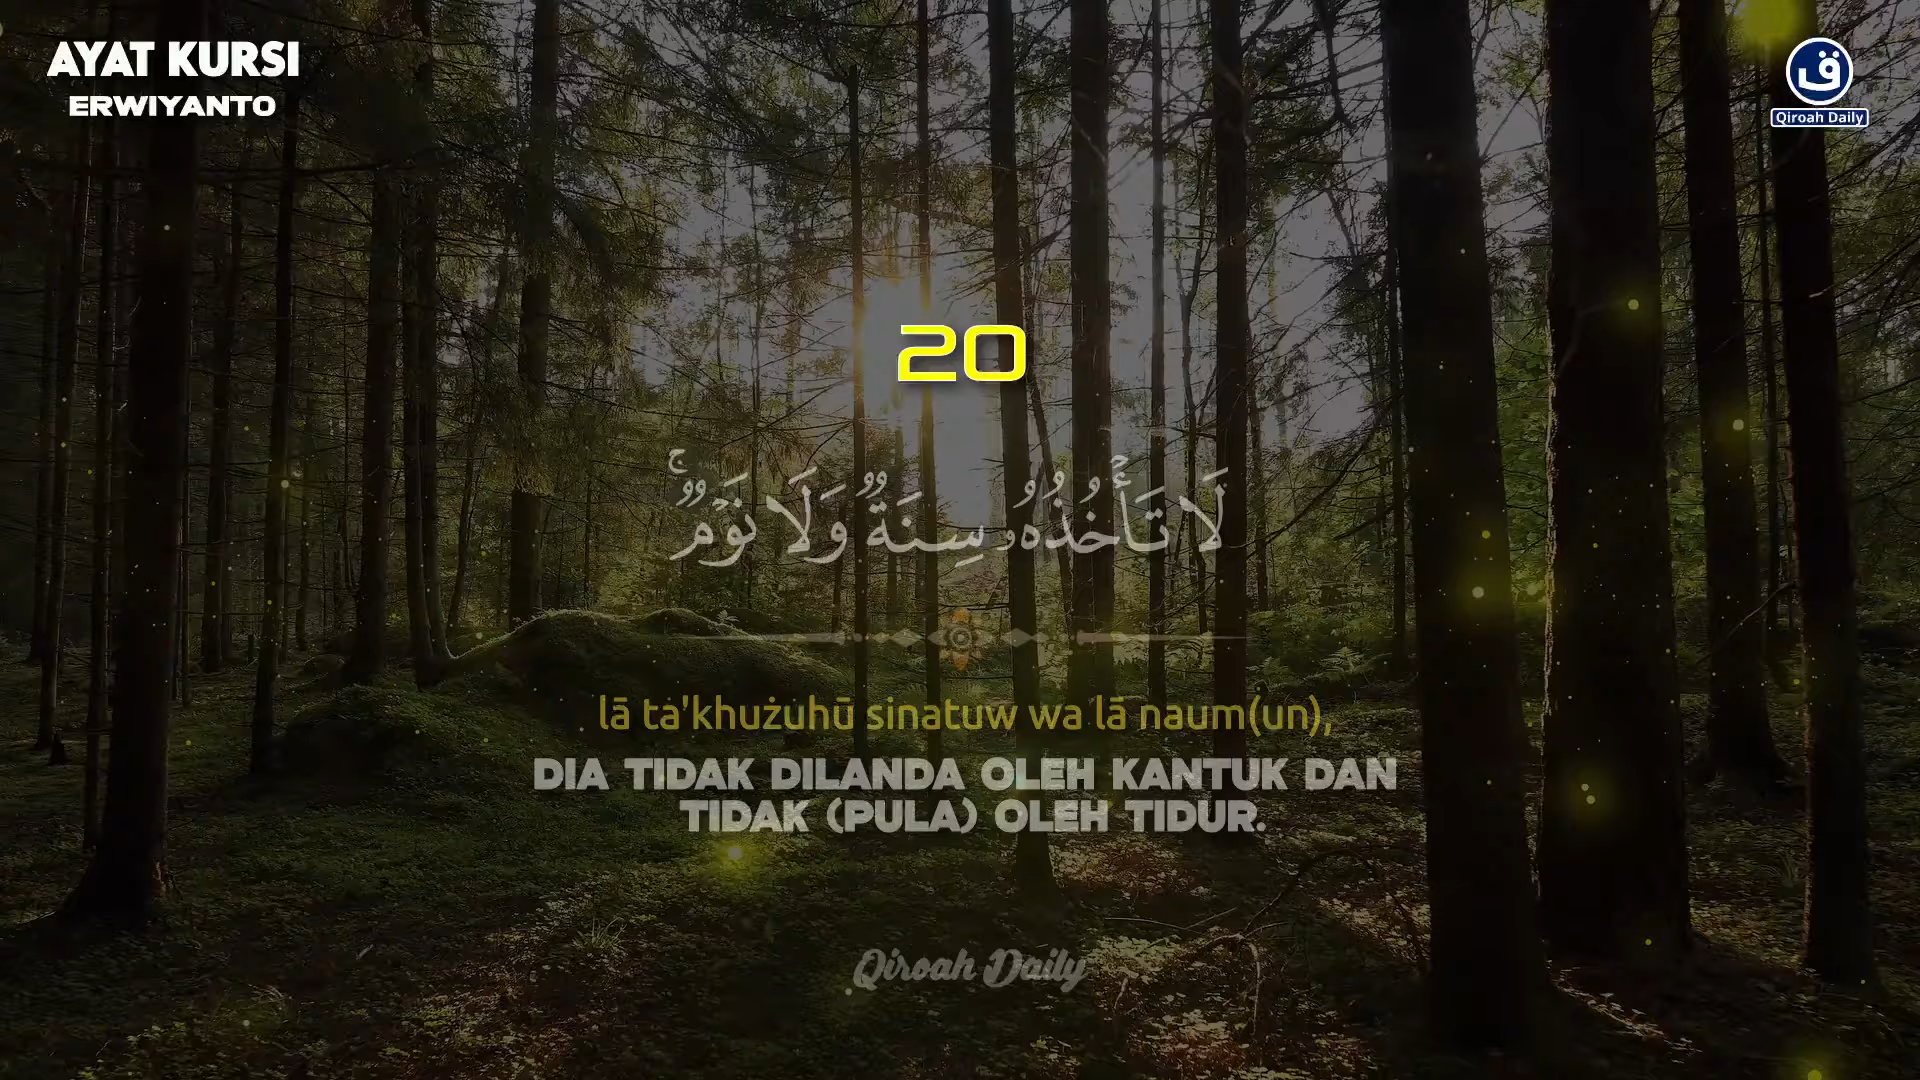 AYAT KURSI
ERWIYANTO
ق
Qiroah Daily
20
لَا تَأْخُذُهُۥ سِنَةٌ وَلَا نَوْمٌ ۚ
lā ta'khużuhū sinatuw wa lā naum(un),
DIA TIDAK DILANDA OLEH KANTUK DAN
TIDAK (PULA) OLEH TIDUR.
Qiroah Daily